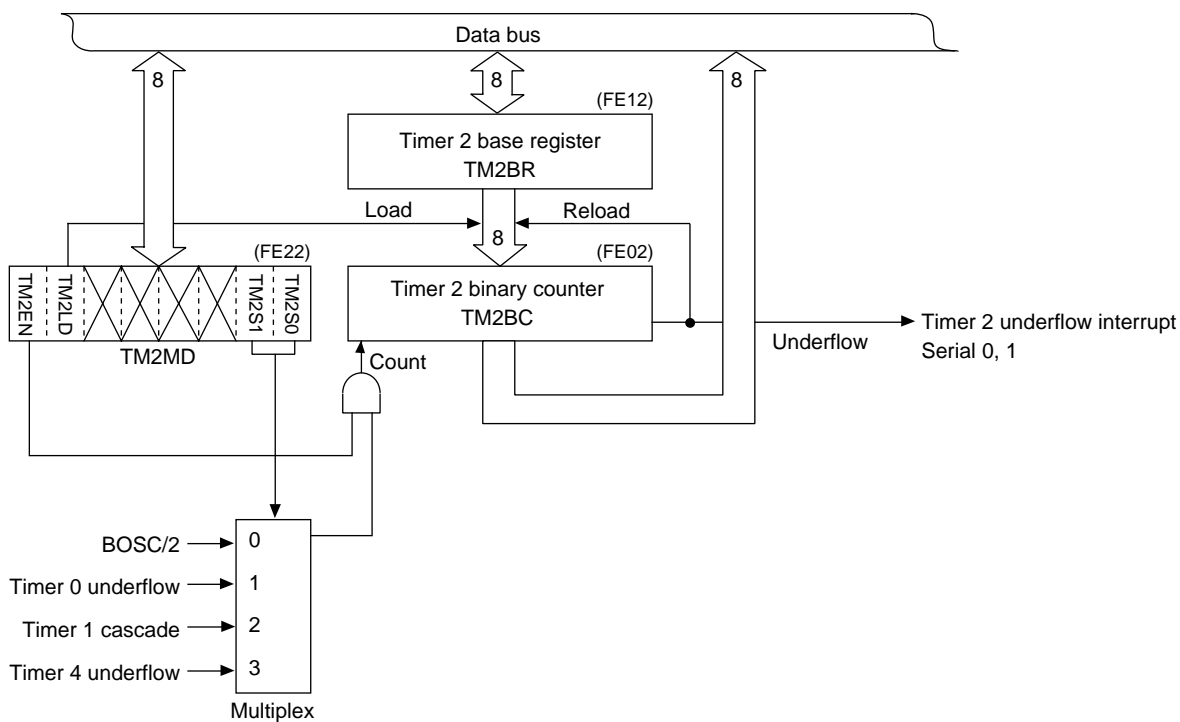 Data bus
8
8
8
(FE12)
Timer 2 base register
TM2BR
Load
Reload
8
(FE22)
(FE02)
TM2EN
TM2LD
TM2S1
TM2S0
Timer 2 binary counter
TM2BC
TM2MD
Count
Underflow
Timer 2 underflow interrupt
Serial 0, 1
BOSC/2
0
Timer 0 underflow
1
Timer 1 cascade
2
Timer 4 underflow
3
Multiplex